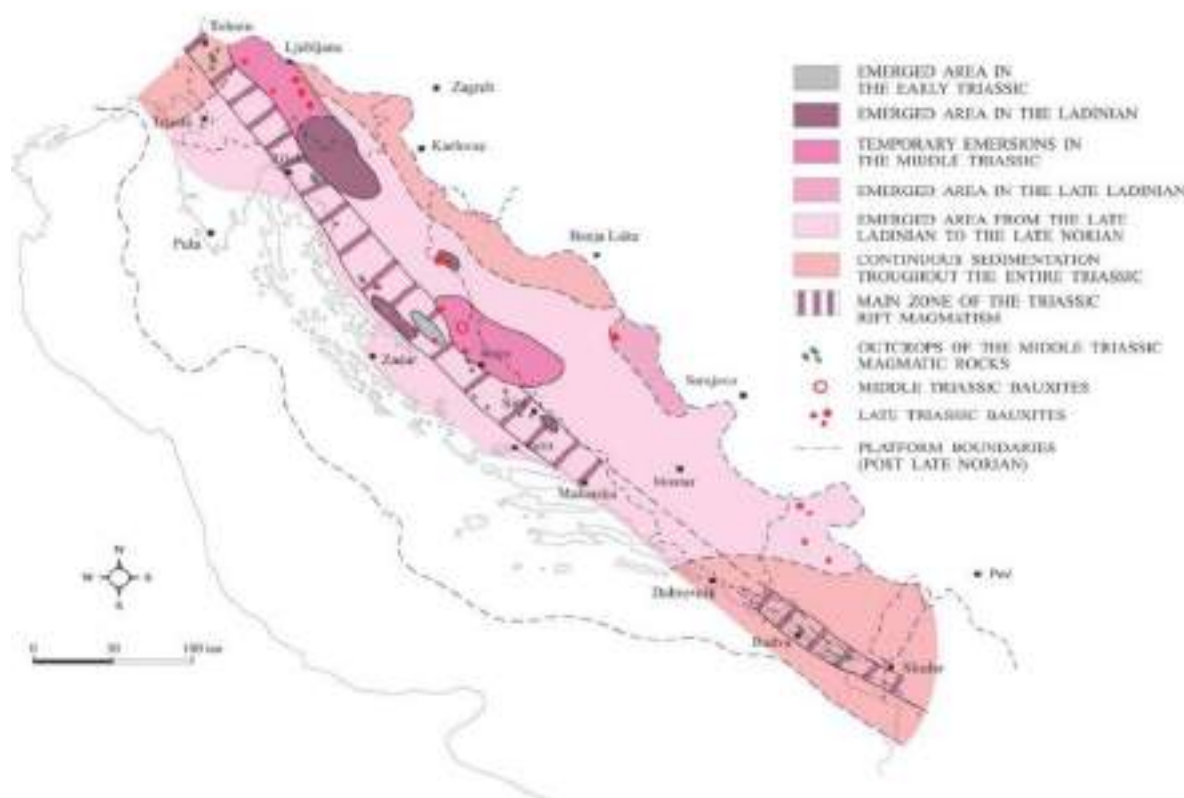 Tolmin
Ljubljana
Zagreb
Karlovac
Pula
Banja Luka
Zadar
Sarajevo
Mostar
Makarska
Dubrovnik
Budva
Skadar
Peć
N
W
S
0
50
100 km
EMERGED AREA IN
THE EARLY TRIASSIC
EMERGED AREA IN THE LADINIAN
TEMPORARY EMERSIONS IN
THE MIDDLE TRIASSIC
EMERGED AREA IN THE LATE LADINIAN
EMERGED AREA FROM THE LATE
LADINIAN TO THE LATE NORIAN
CONTINUOUS SEDIMENTATION
TROUGHOUT THE ENTIRE TRIASSIC
MAIN ZONE OF THE TRIASSIC
RIFT MAGMATISM
OUTCROPS OF THE MIDDLE TRIASSIC
MAGMATIC ROCKS
MIDDLE TRIASSIC BAUXITES
LATE TRIASSIC BAUXITES
PLATFORM BOUNDARIES
(POST LATE NORIAN)